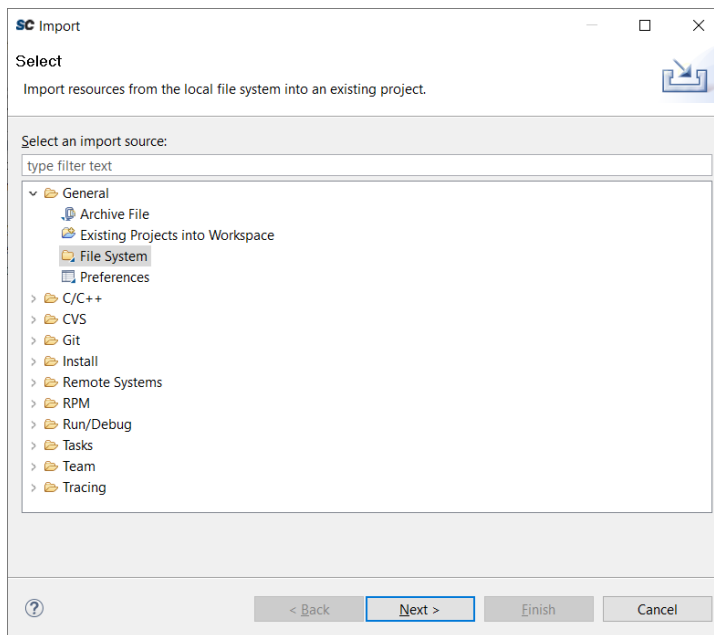 SC Import
Select
Import resources from the local file system into an existing project.
Select an import source:
type filter text
General
Archive File
Existing Projects into Workspace
File System
Preferences
C/C++
CVS
Git
Install
Remote Systems
RPM
Run/Debug
Tasks
Team
Tracing
?
< Back Next > Finish Cancel